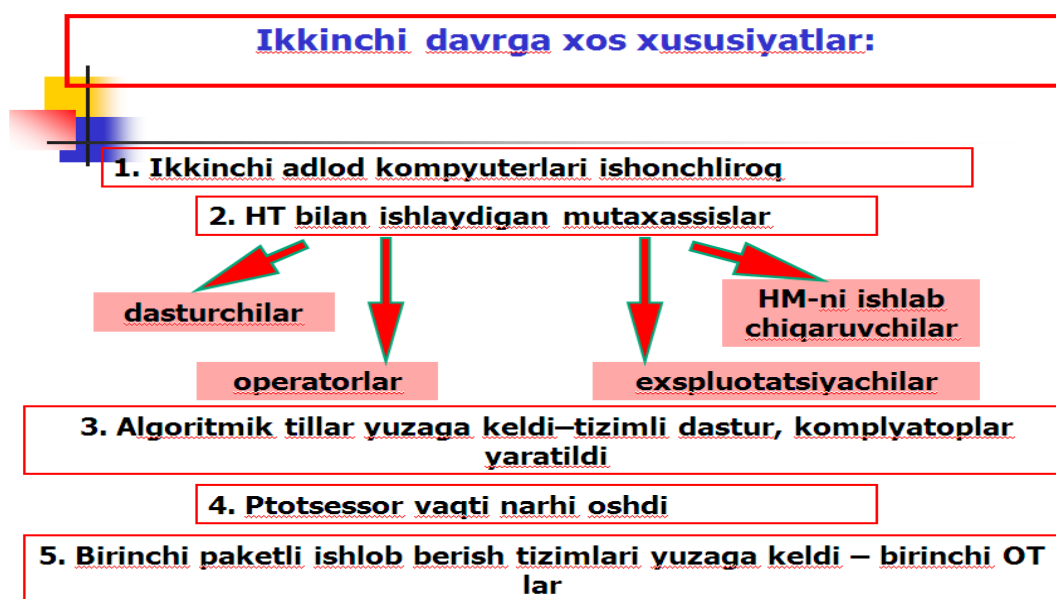 Ikkinchi davrga xos xususiyatlar:
1. Ikkinchi adlod kompyuterlari ishonchliroq
2. HT bilan ishlaydigan mutaxassislar
dasturchilar
HM-ni ishlab
chiqaruvchilar
operatorlar
exspluotatsiyachilar
3. Algoritmik tillar yuzaga keldi–tizimli dastur, komplyatoplar
yaratildi
4. Ptotsessor vaqti narhi oshdi
5. Birinchi paketli ishlob berish tizimlari yuzaga keldi – birinchi OT
lar